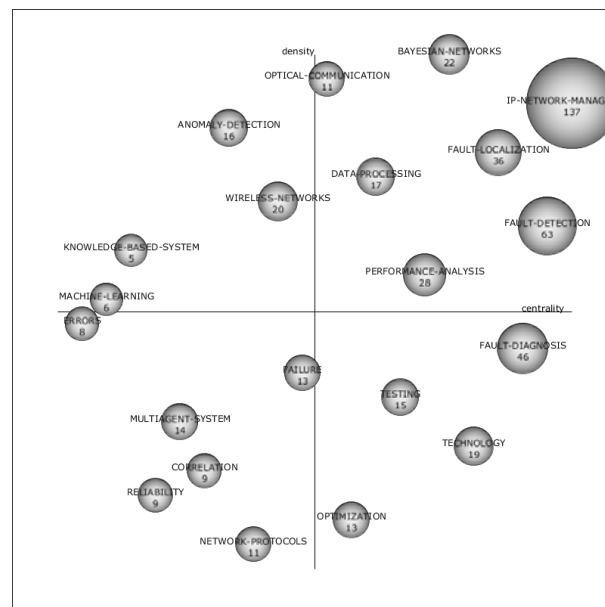 density
BAYESIAN-NETWORKS
22
OPTICAL-COMMUNICATION
11
IP-NETWORK-MANAG
137
ANOMALY-DETECTION
16
FAULT-LOCALIZATION
36
DATA-PROCESSING
17
WIRELESS-NETWORKS
20
FAULT-DETECTION
63
KNOWLEDGE-BASED-SYSTEM
5
PERFORMANCE-ANALYSIS
28
MACHINE-LEARNING
6
centrality
ERRORS
8
FAULT-DIAGNOSIS
46
FAILURE
13
TESTING
15
MULTIAGENT-SYSTEM
14
TECHNOLOGY
19
CORRELATION
9
RELIABILITY
9
OPTIMIZATION
13
NETWORK-PROTOCOLS
11